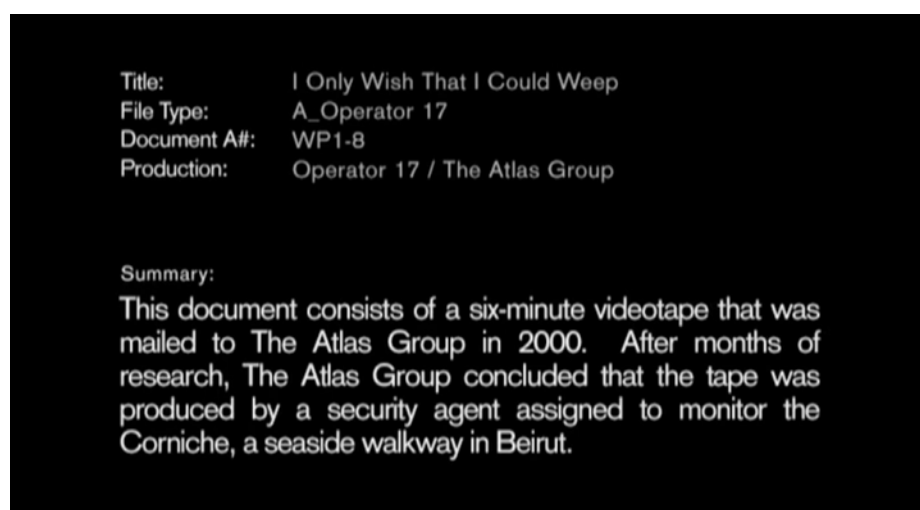 Title: I Only Wish That I Could Weep
File Type: A_Operator 17
Document A#: WP1-8
Production: Operator 17 / The Atlas Group
Summary:
This document consists of a six-minute videotape that was
mailed to The Atlas Group in 2000. After months of
research, The Atlas Group concluded that the tape was
produced by a security agent assigned to monitor the
Corniche, a seaside walkway in Beirut.